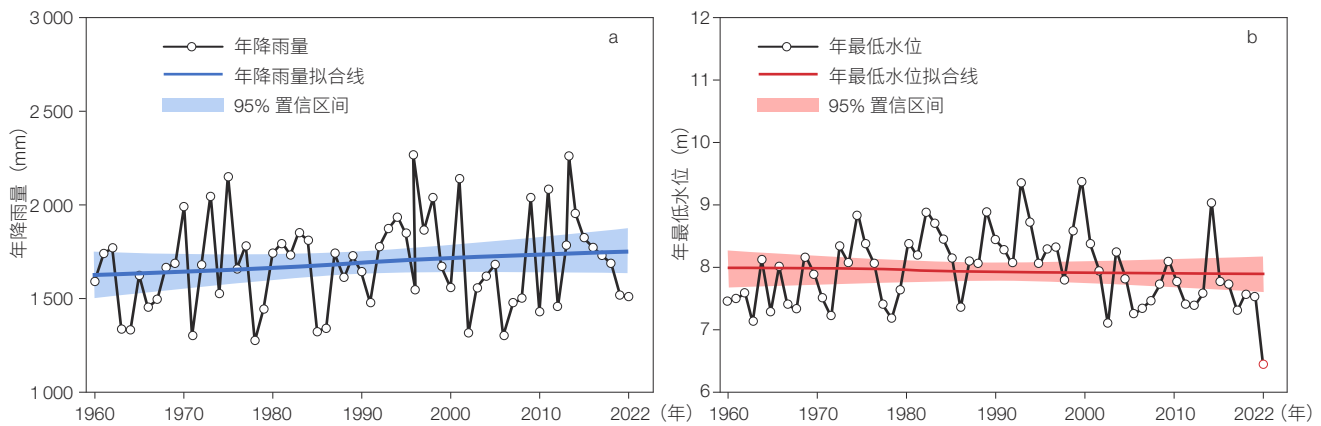 3 000
2 500
2 000
1 500
1 000
年降雨量（mm）
年降雨量
年降雨量拟合线
95% 置信区间
a
1960
1970
1980
1990
2000
2010
2022（年）
12
11
10
9
8
7
6
年最低水位（m）
年最低水位
年最低水位拟合线
95% 置信区间
b
1960
1970
1980
1990
2000
2010
2022（年）